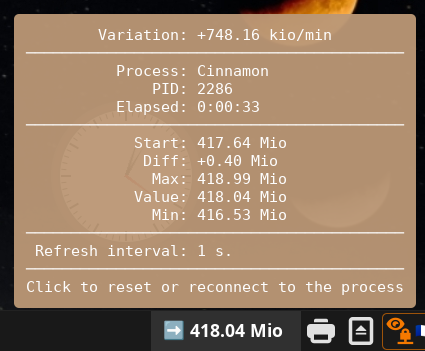 Variation: +748.16 kio/min
Process: Cinnamon
PID: 2286
Elapsed: 0:00:33
Start: 417.64 Mio
Diff: +0.40 Mio
Max: 418.99 Mio
Value: 418.04 Mio
Min: 416.53 Mio
Refresh interval: 1 s.
Click to reset or reconnect to the process
418.04 Mio